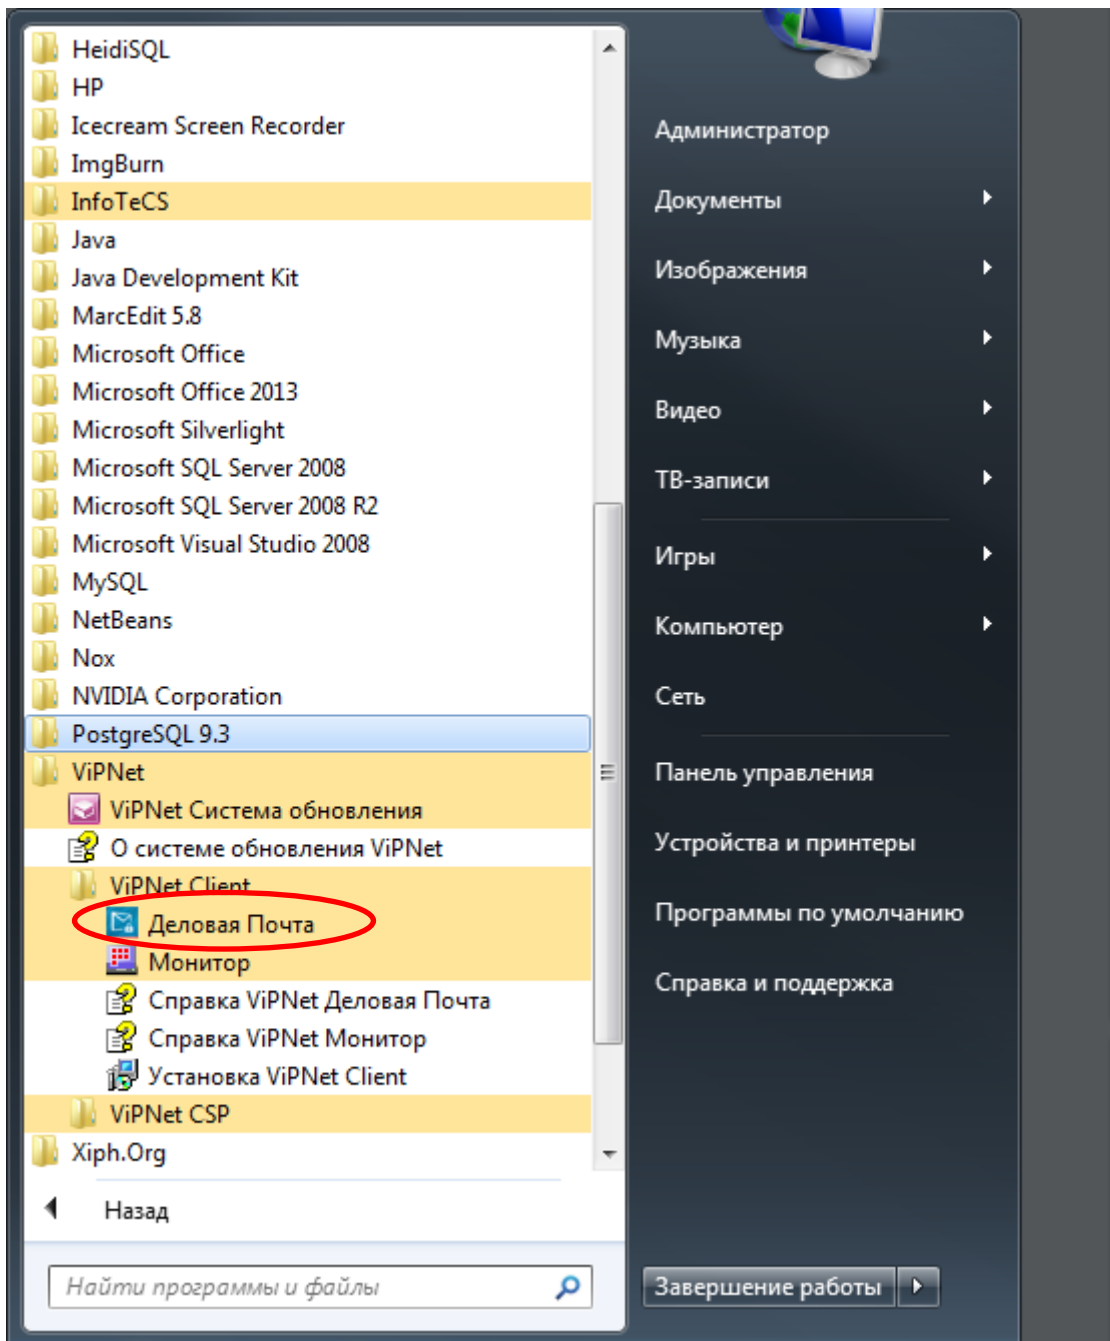 HeidiSQL
HP
Icecream Screen Recorder
ImgBurn
InfoTeCS
Java
Java Development Kit
MarcEdit 5.8
Microsoft Office
Microsoft Office 2013
Microsoft Silverlight
Microsoft SQL Server 2008
Microsoft SQL Server 2008 R2
Microsoft Visual Studio 2008
MySQL
NetBeans
Nox
NVIDIA Corporation
PostgreSQL 9.3
ViPNet
ViPNet Система обновления
О системе обновления ViPNet
ViPNet Client
Деловая Почта
Монитор
Справка ViPNet Деловая Почта
Справка ViPNet Монитор
Установка ViPNet Client
ViPNet CSP
Xiph.Org
Назад
Найти программы и файлы
Администратор
Документы
Изображения
Музыка
Видео
ТВ-записи
Игры
Компьютер
Сеть
Панель управления
Устройства и принтеры
Программы по умолчанию
Справка и поддержка
Завершение работы